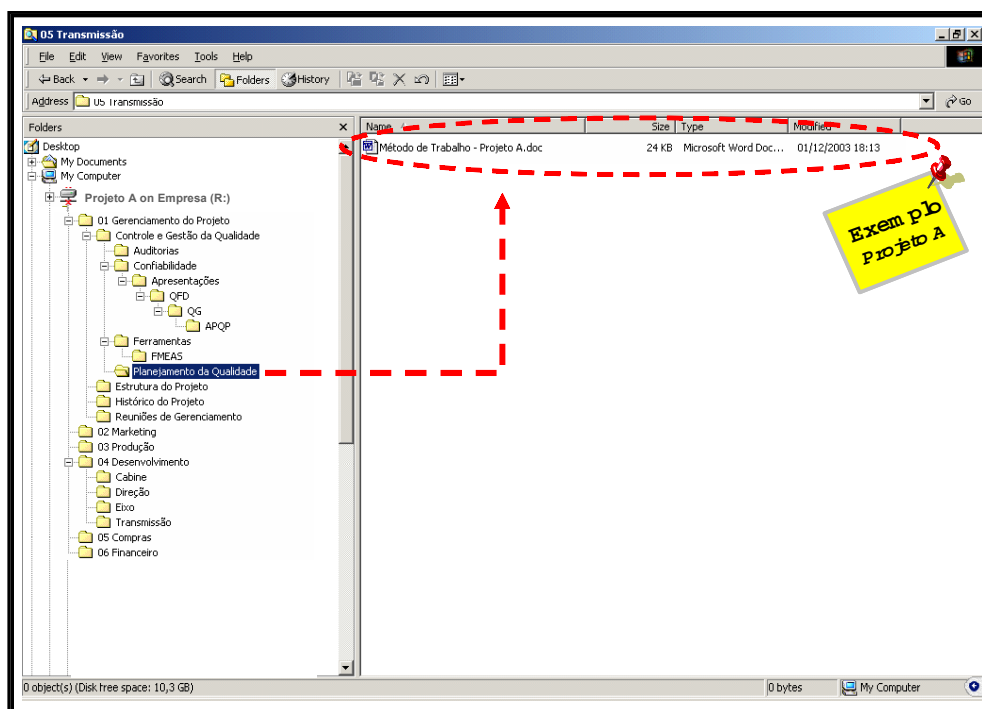 05 Transmissão
File Edit View Favorites Tools Help
Back Search Folders History
Address 05 Transmissão Go
Folders x Name Size Type Modified
Desktop
My Documents
My Computer
Projeto A on Empresa (R:)
01 Gerenciamento do Projeto
Controle e Gestão da Qualidade
Auditorias
Confiabilidade
Apresentações
QFD
QG
APQP
Ferramentas
FMEAS
Planejamento da Qualidade
Estrutura do Projeto
Histórico do Projeto
Reuniões de Gerenciamento
02 Marketing
03 Produção
04 Desenvolvimento
Cabine
Direção
Eixo
Transmissão
05 Compras
06 Financeiro
Método de Trabalho - Projeto A.doc 24 KB Microsoft Word Doc... 01/12/2003 18:13
Exemplo
Projeto A
0 object(s) (Disk free space: 10,3 GB) 0 bytes My Computer